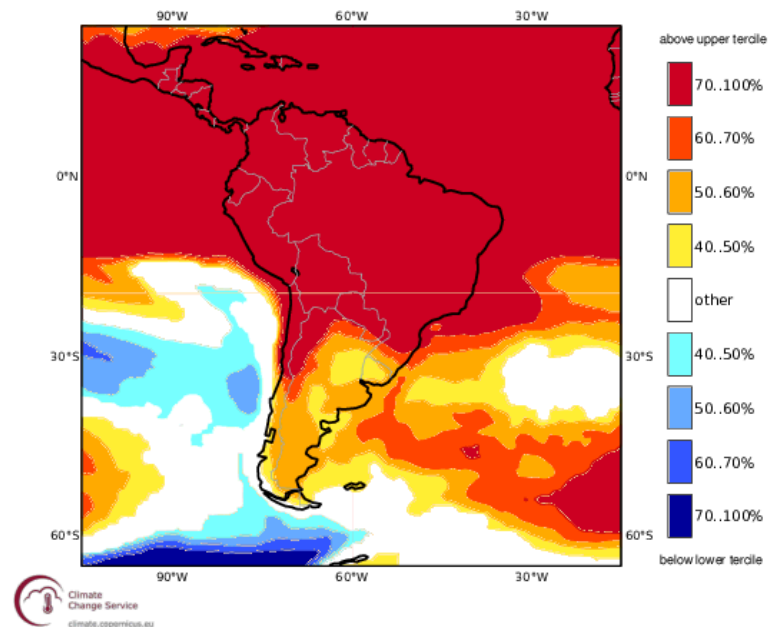 90°W 60°W 30°W
above upper tercile
70..100%
60..70%
0°N 0°N
50..60%
40..50%
other
30°S 30°S
40..50%
50..60%
60..70%
70..100%
60°S 60°S
below lower tercile
90°W 60°W 30°W
Climate
Change Service
climate.copernicus.eu